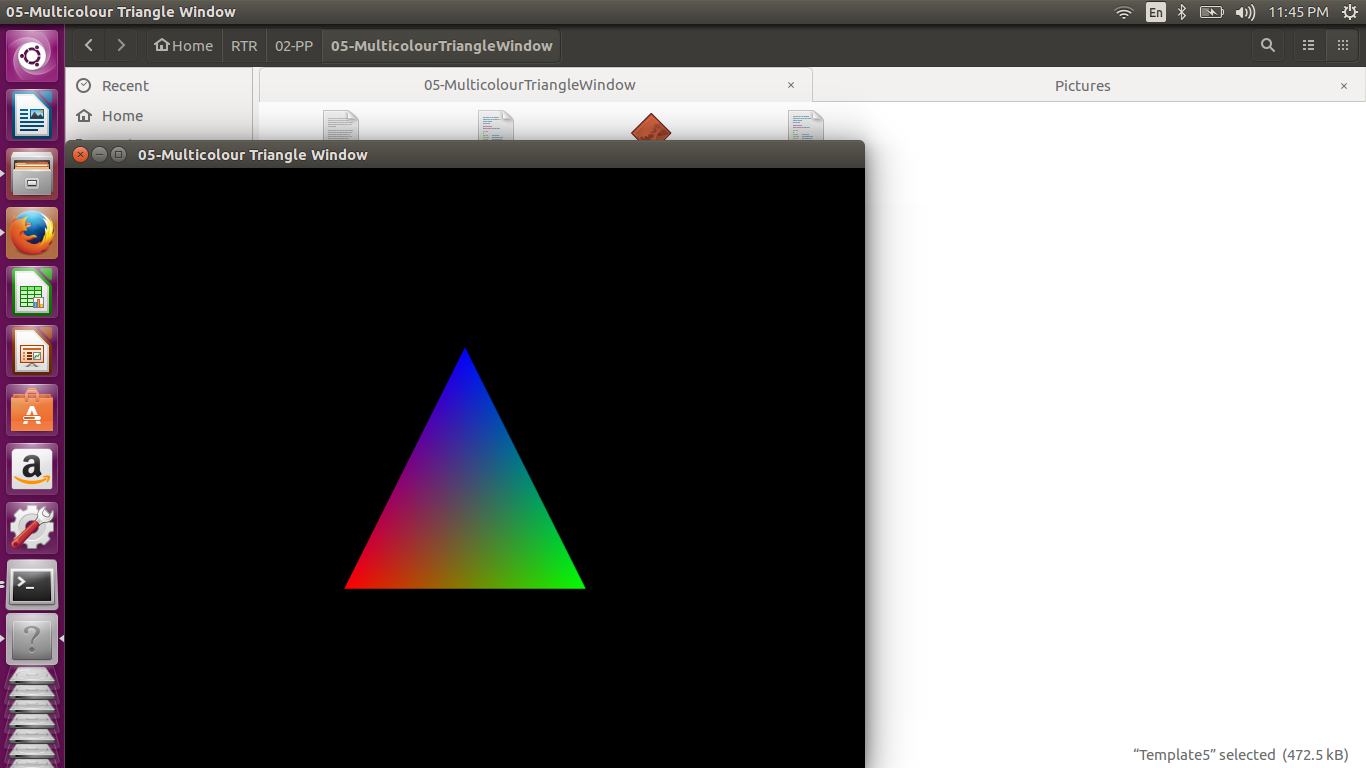 05-Multicolour Triangle Window
En
11:45 PM
Home
RTR
02-PP
05-MulticolourTriangleWindow
Recent
05-MulticolourTriangleWindow
Pictures
Home
05-Multicolour Triangle Window
“Template5” selected (472.5 kB)